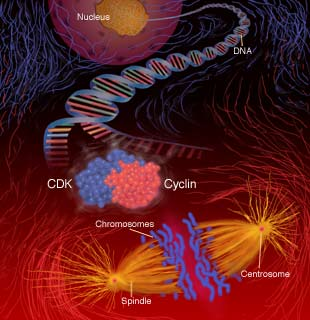 Nucleus
DNA
CDK
Cyclin
Chromosomes
Centrosome
Spindle